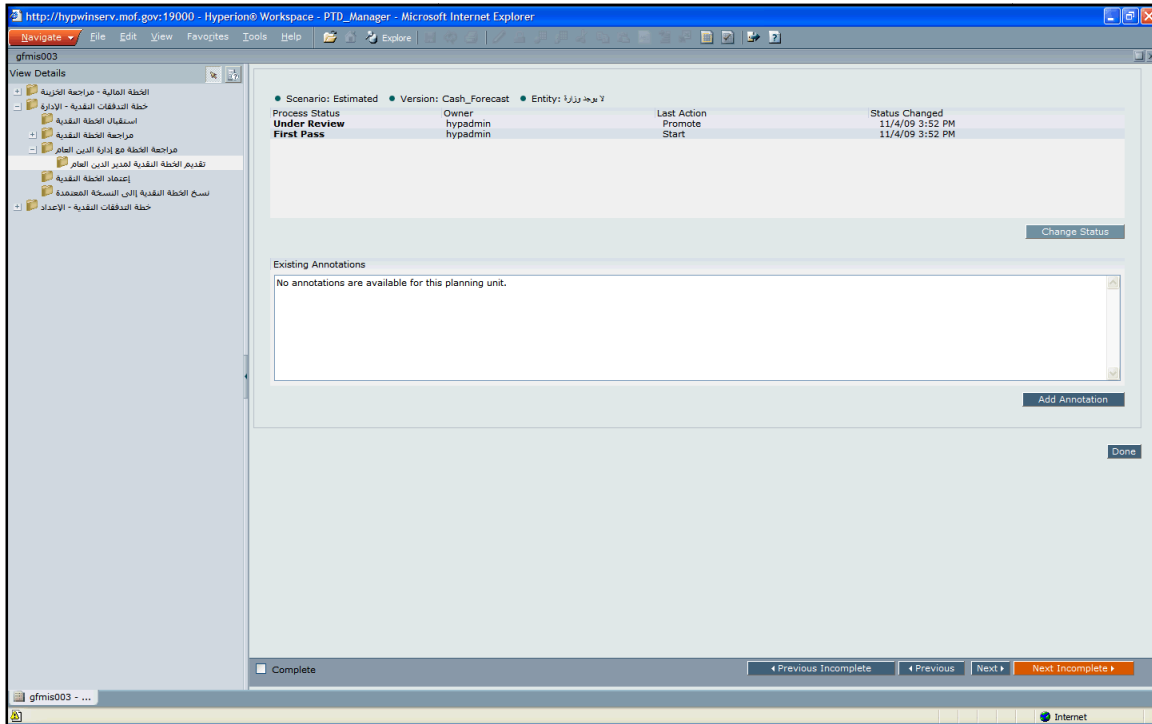 http://hypwinserv.mof.gov:19000 - Hyperion® Workspace - PTD_Manager - Microsoft Internet Explorer
Navigate File Edit View Favorites Tools Help Explore
gfmis003
View Details
الخطة المالية - مراجعة الخزينة
خطة التدفقات النقدية - الإدارة
استقبال الخطة النقدية
مراجعة الخطة النقدية
مراجعة الخطة مع إدارة الدين العام
تقديم الخطة النقدية لمدير الدين العام
إعتماد الخطة النقدية
نسخ الخطة النقدية إالى النسخة المعتمدة
خطة التدفقات النقدية - الإعداد
Scenario: Estimated Version: Cash_Forecast Entity: لا يوجد وزارة
Process Status Owner Last Action Status Changed
Under Review hypadmin Promote 11/4/09 3:52 PM
First Pass hypadmin Start 11/4/09 3:52 PM
Change Status
Existing Annotations
No annotations are available for this planning unit.
Add Annotation
Done
Complete Previous Incomplete Previous Next Next Incomplete
gfmis003 - ...
Internet